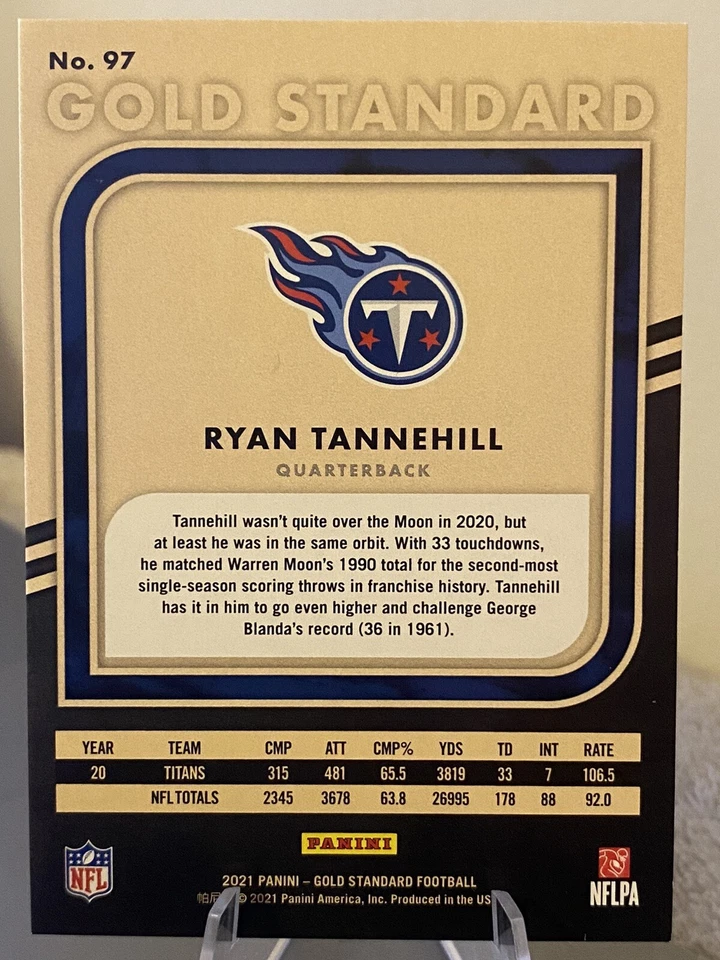 No. 97
GOLD STANDARD
T
RYAN TANNEHILL
QUARTERBACK
Tannehill wasn't quite over the Moon in 2020, but
at least he was in the same orbit. With 33 touchdowns,
he matched Warren Moon's 1990 total for the second-most
single-season scoring throws in franchise history. Tannehill
has it in him to go even higher and challenge George
Blanda's record (36 in 1961).
YEAR TEAM CMP ATT CMP% YDS TD INT RATE
20 TITANS 315 481 65.5 3819 33 7 106.5
NFL TOTALS 2345 3678 63.8 26995 178 88 92.0
PANINI
NFL
2021 PANINI – GOLD STANDARD FOOTBALL
© 2021 Panini America, Inc. Produced in the US
NFLPA